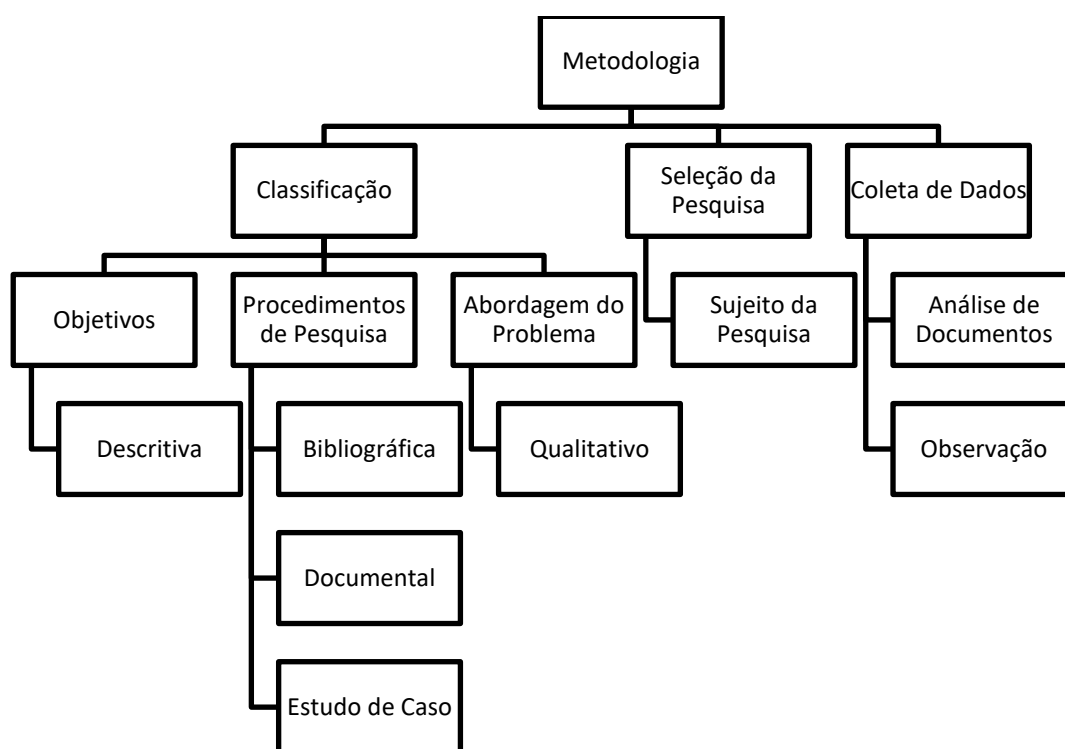 Metodologia
Classificação
Seleção da
Pesquisa
Coleta de Dados
Objetivos
Procedimentos
de Pesquisa
Abordagem do
Problema
Sujeito da
Pesquisa
Análise de
Documentos
Descritiva
Bibliográfica
Qualitativo
Observação
Documental
Estudo de Caso